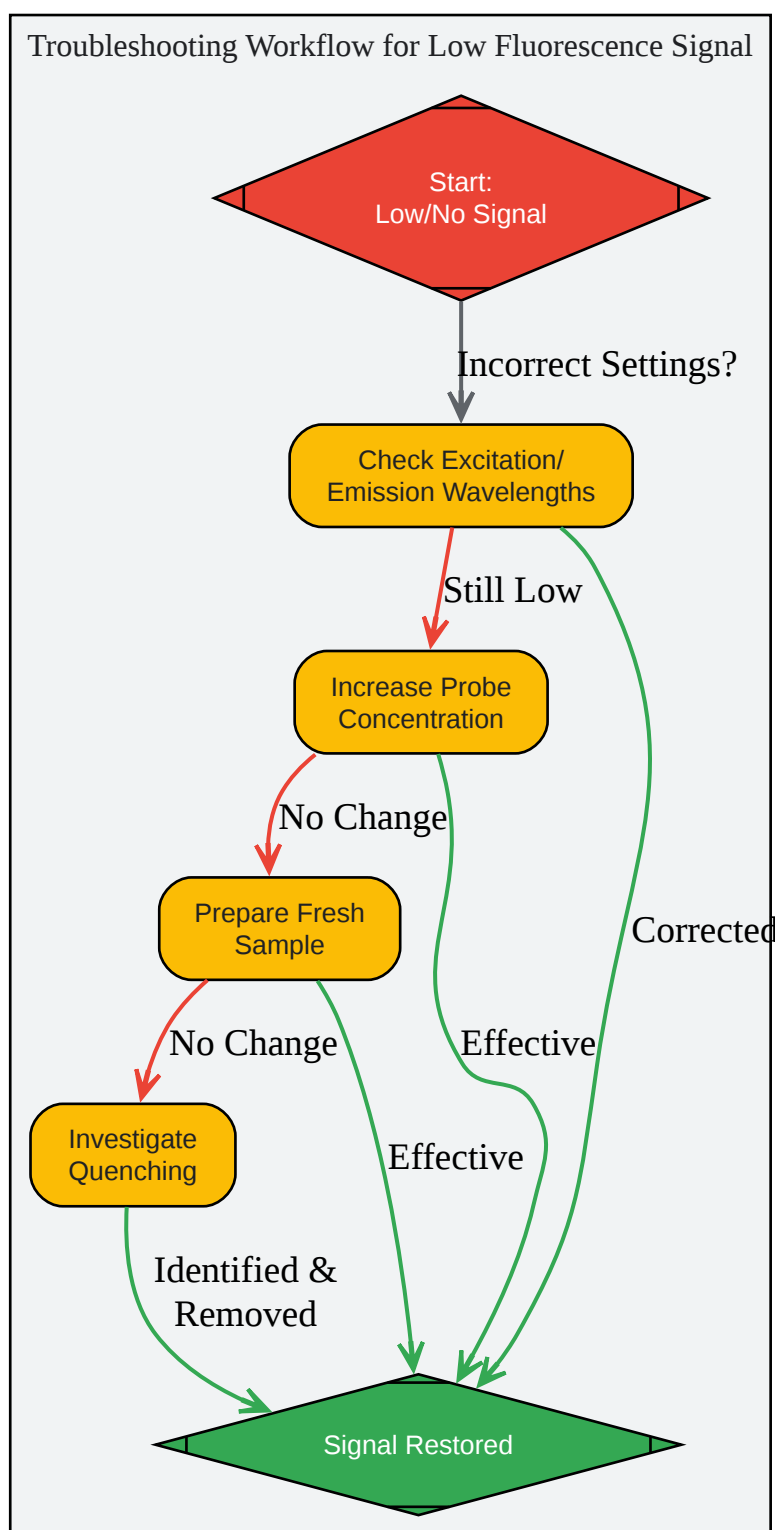 Troubleshooting Workflow for Low Fluorescence Signal
Start:
Low/No Signal
Incorrect Settings?
Check Excitation/
Emission Wavelengths
Still Low
Increase Probe
Concentration
No Change
Prepare Fresh
Sample
Corrected
No Change
Effective
Investigate
Quenching
Effective
Identified &
Removed
Signal Restored